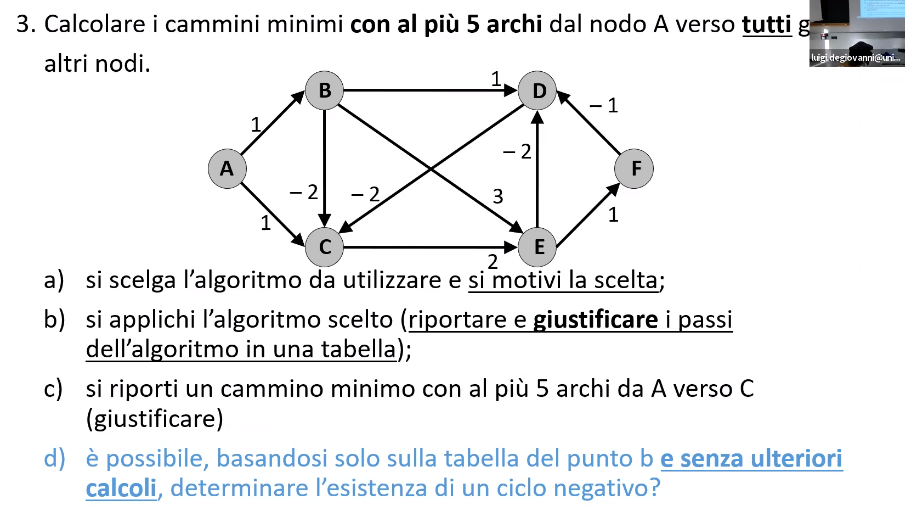 3. Calcolare i cammini minimi con al più 5 archi dal nodo A verso tutti g
luigi.degiovanni@uni...
altri nodi.
B
1
D
– 1
1
– 2
A
F
– 2
– 2
3
1
1
C
2
E
a) si scelga l’algoritmo da utilizzare e si motivi la scelta;
b) si applichi l’algoritmo scelto (riportare e giustificare i passi
dell’algoritmo in una tabella);
c) si riporti un cammino minimo con al più 5 archi da A verso C
(giustificare)
d) è possibile, basandosi solo sulla tabella del punto b e senza ulteriori
calcoli, determinare l’esistenza di un ciclo negativo?